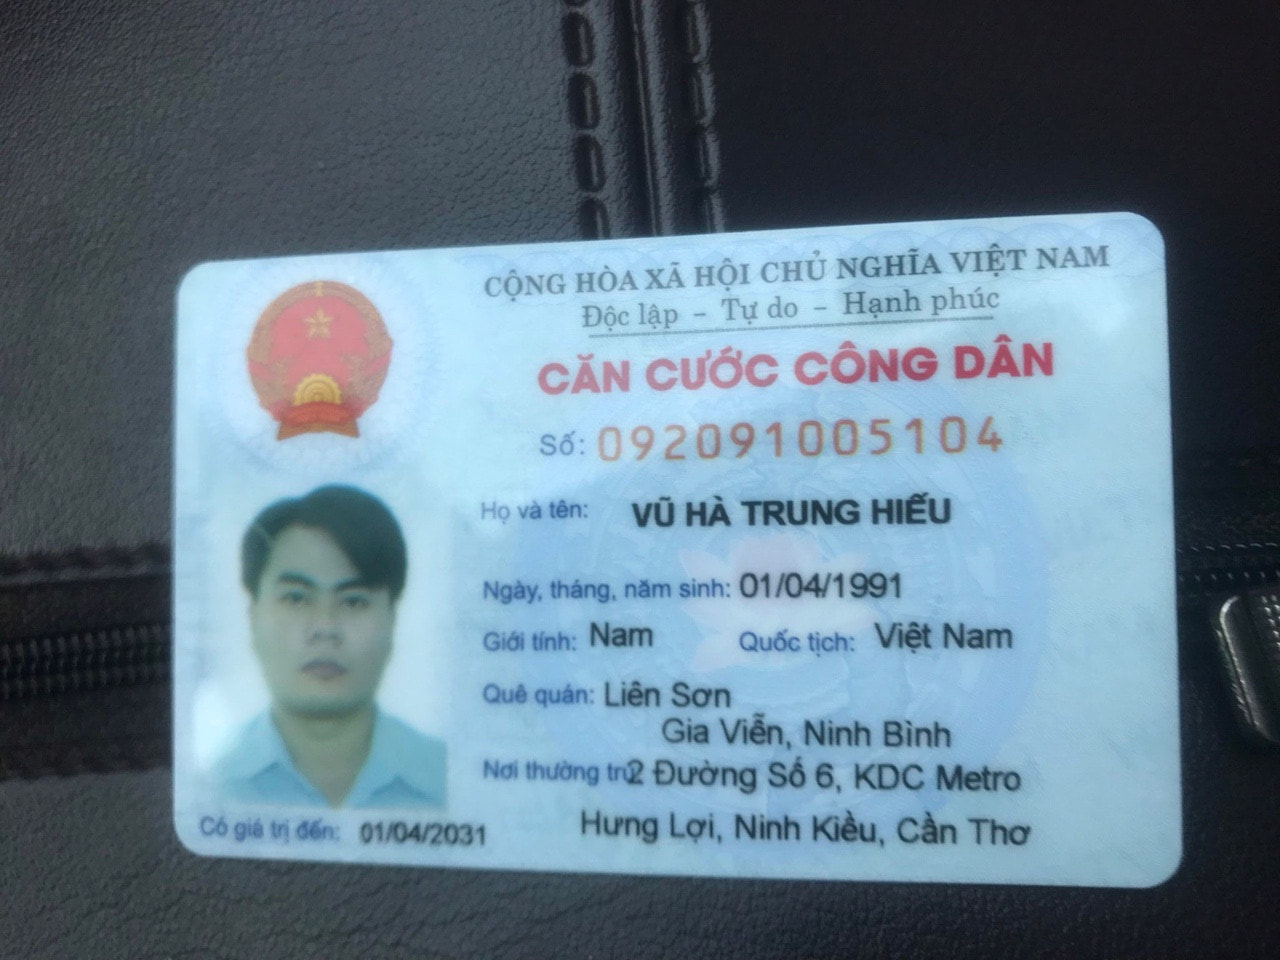 CỘNG HÒA XÃ HỘI CHỦ NGHĨA VIỆT NAM
Độc lập - Tự do - Hạnh phúc
CĂN CƯỚC CÔNG DÂN
Số: 092091005104
Họ và tên: VŨ HÀ TRUNG HIẾU
Ngày, tháng, năm sinh: 01/04/1991
Giới tính: Nam Quốc tịch: Việt Nam
Quê quán: Liên Sơn
Gia Viễn, Ninh Bình
Nơi thường trú: 2 Đường Số 6, KDC Metro
Hưng Lợi, Ninh Kiều, Cần Thơ
Có giá trị đến: 01/04/2031